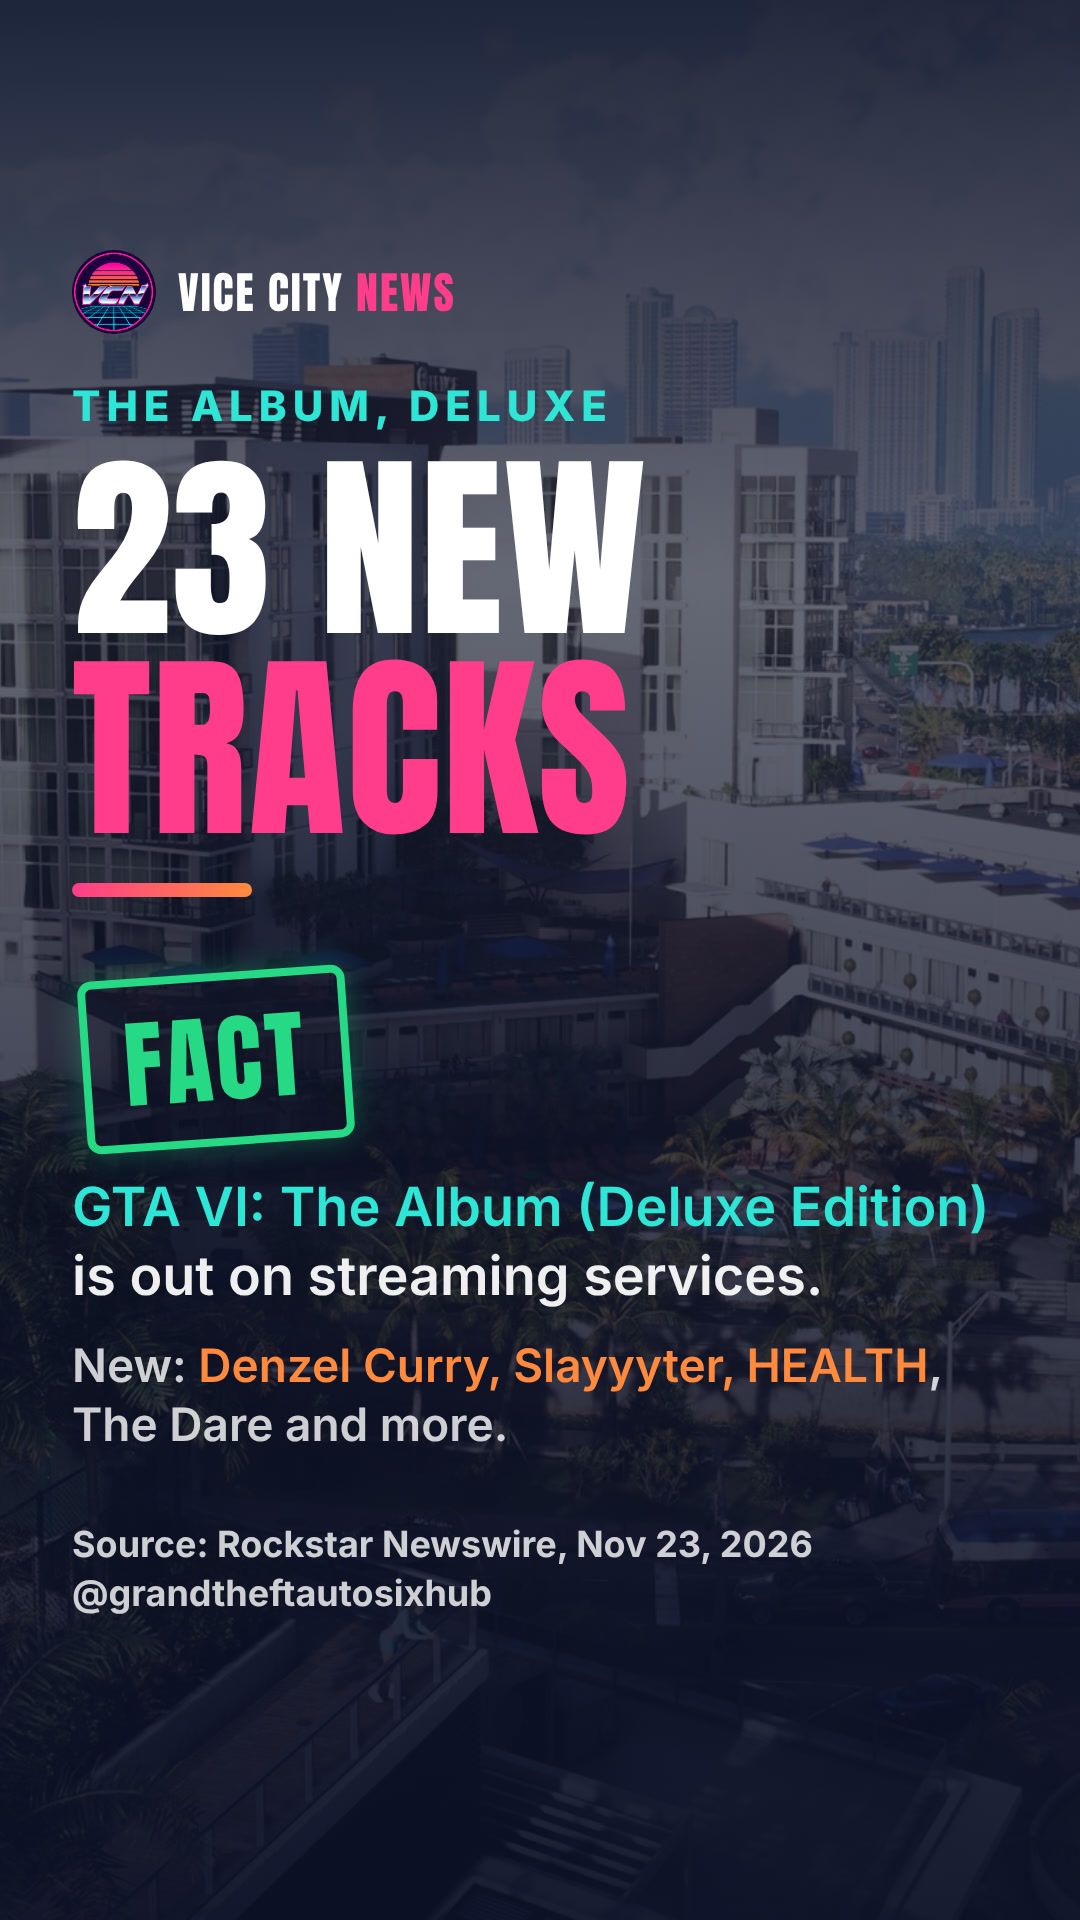 VCN
VICE CITY NEWS
THE ALBUM, DELUXE
23 NEW
TRACKS
FACT
GTA VI: The Album (Deluxe Edition)
is out on streaming services.
New: Denzel Curry, Slayyyter, HEALTH,
The Dare and more.
Source: Rockstar Newswire, Nov 23, 2026
@grandtheftautosixhub